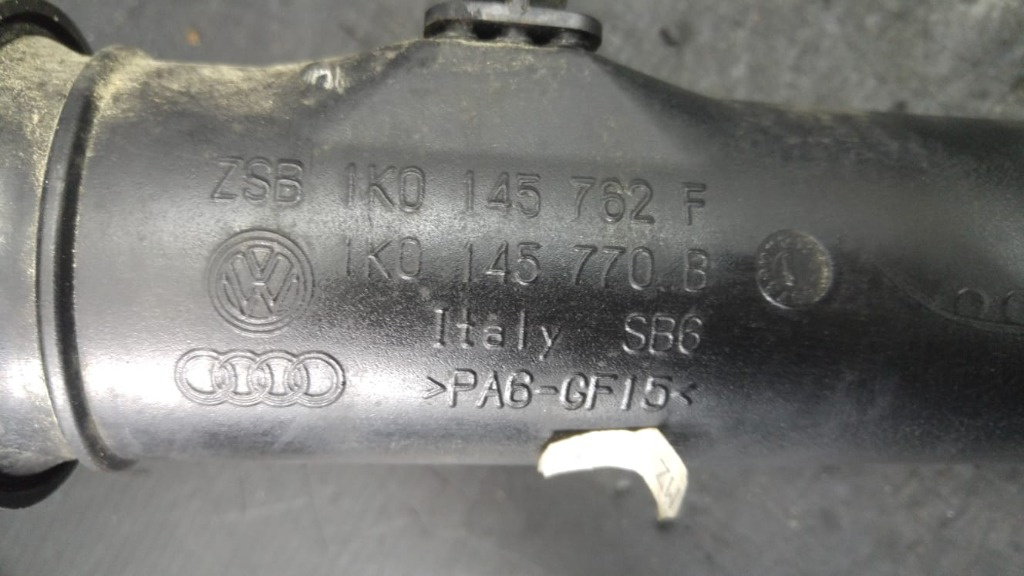 ZSB 1K0 145 762 F
1K0 145 770 B
Italy SB6
>PA6-GF15<